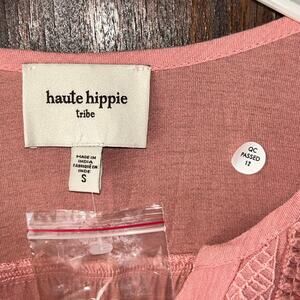 haute hippie
tribe
MADE IN
INDIA
FABRIQUÉ EN
INDE
S
QC
PASSED
17